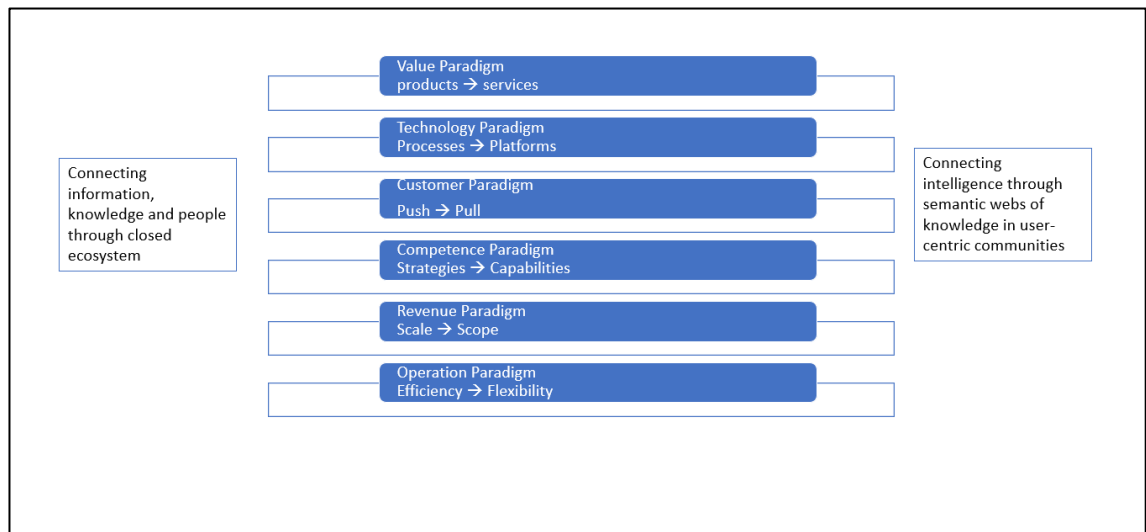 Value Paradigm
products → services
Technology Paradigm
Processes → Platforms
Customer Paradigm
Push → Pull
Competence Paradigm
Strategies → Capabilities
Revenue Paradigm
Scale → Scope
Operation Paradigm
Efficiency → Flexibility
Connecting
information,
knowledge and people
through closed
ecosystem
Connecting
intelligence through
semantic webs of
knowledge in user-
centric communities